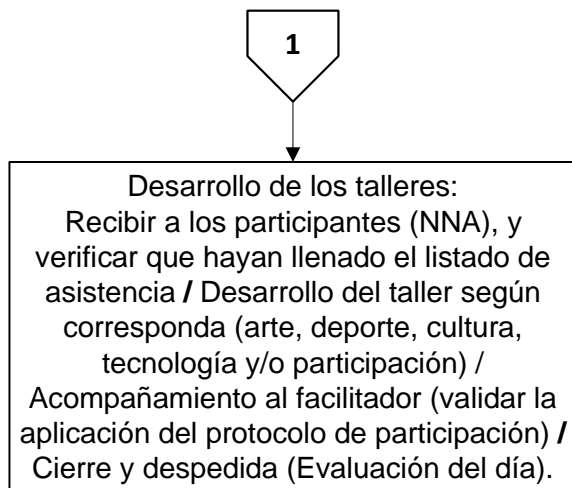 1
Desarrollo de los talleres:
Recibir a los participantes (NNA), y
verificar que hayan llenado el listado de
asistencia / Desarrollo del taller según
corresponda (arte, deporte, cultura,
tecnología y/o participación) /
Acompañamiento al facilitador (validar la
aplicación del protocolo de participación) /
Cierre y despedida (Evaluación del día).